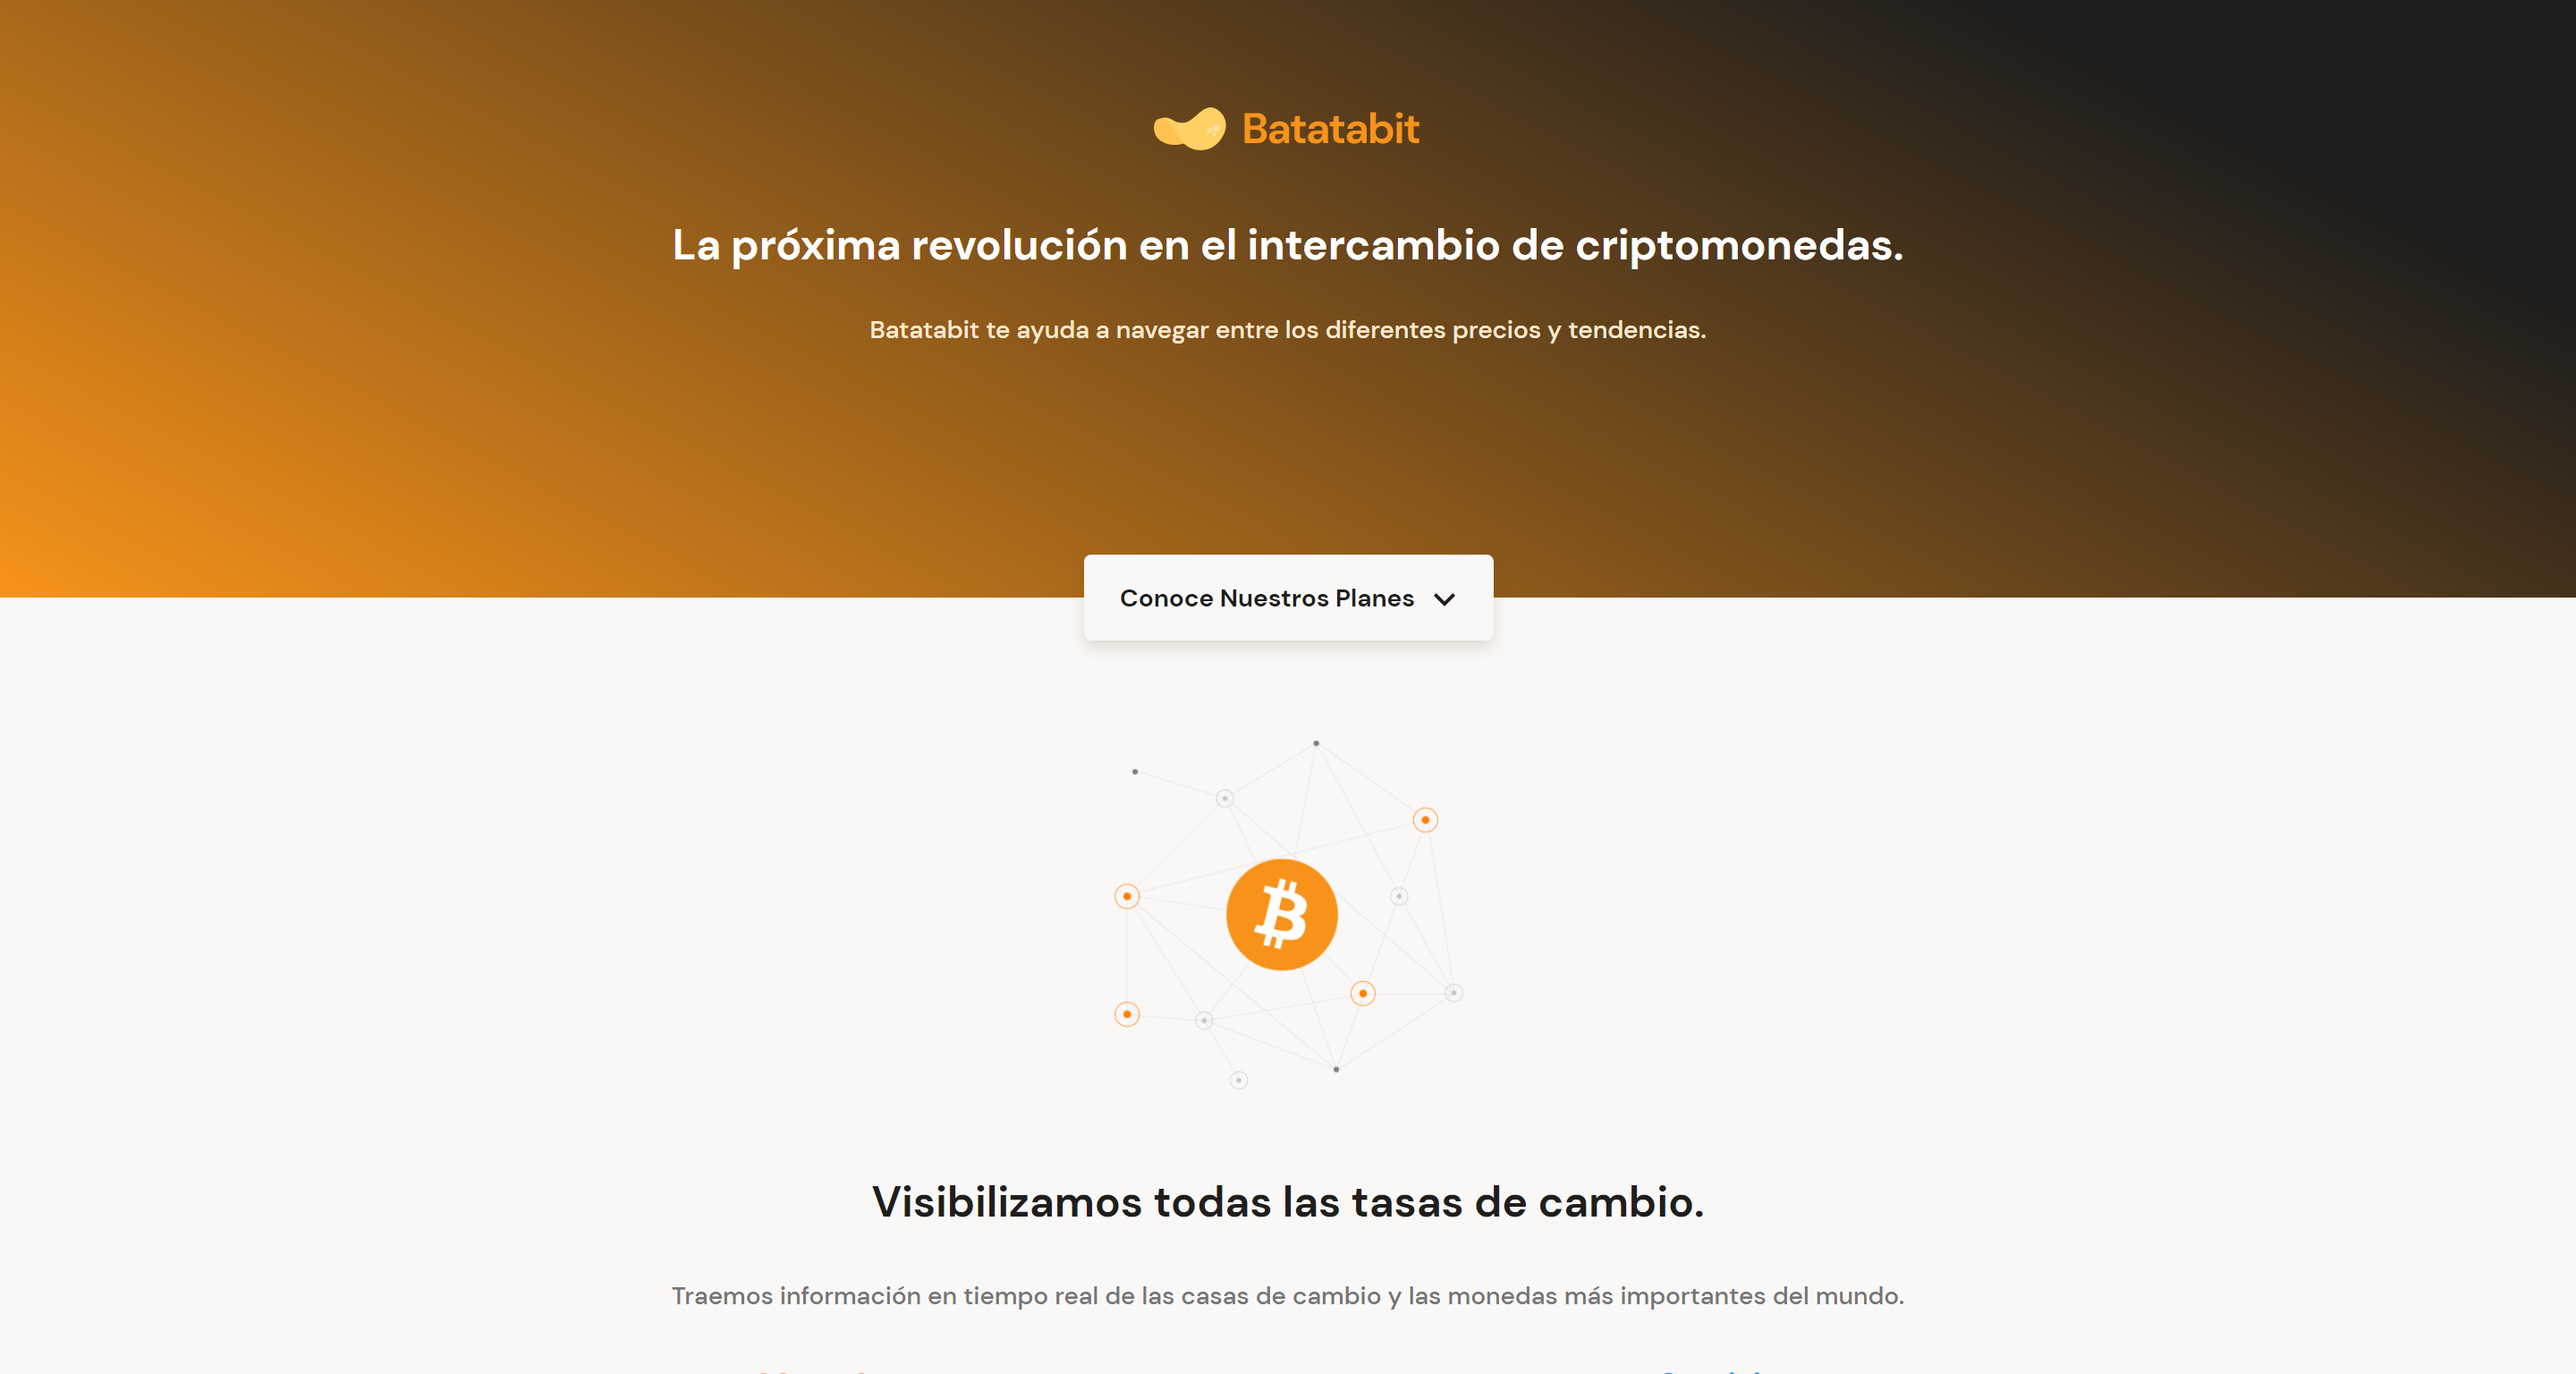 Batatabit
La próxima revolución en el intercambio de criptomonedas.
Batatabit te ayuda a navegar entre los diferentes precios y tendencias.
Conoce Nuestros Planes
Visibilizamos todas las tasas de cambio.
Traemos información en tiempo real de las casas de cambio y las monedas más importantes del mundo.